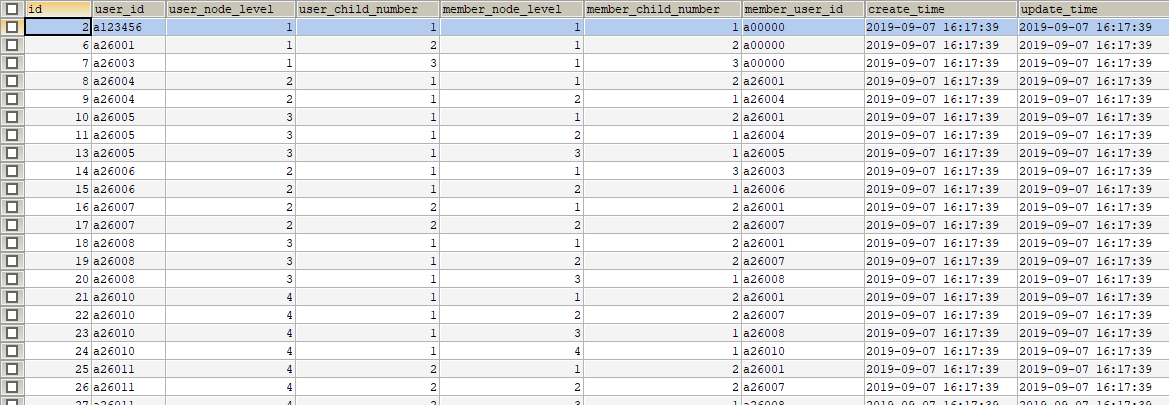 id user_id user_node_level user_child_number member_node_level member_child_number member_user_id create_time update_time
2 a123456 1 1 1 1 a00000 2019-09-07 16:17:39 2019-09-07 16:17:39
6 a26001 1 2 1 2 a00000 2019-09-07 16:17:39 2019-09-07 16:17:39
7 a26003 1 3 1 3 a00000 2019-09-07 16:17:39 2019-09-07 16:17:39
8 a26004 2 1 1 2 a26001 2019-09-07 16:17:39 2019-09-07 16:17:39
9 a26004 2 1 2 1 a26004 2019-09-07 16:17:39 2019-09-07 16:17:39
10 a26005 3 1 1 2 a26001 2019-09-07 16:17:39 2019-09-07 16:17:39
11 a26005 3 1 2 1 a26004 2019-09-07 16:17:39 2019-09-07 16:17:39
13 a26005 3 1 3 1 a26005 2019-09-07 16:17:39 2019-09-07 16:17:39
14 a26006 2 1 1 3 a26003 2019-09-07 16:17:39 2019-09-07 16:17:39
15 a26006 2 1 2 1 a26006 2019-09-07 16:17:39 2019-09-07 16:17:39
16 a26007 2 2 1 2 a26001 2019-09-07 16:17:39 2019-09-07 16:17:39
17 a26007 2 2 2 2 a26007 2019-09-07 16:17:39 2019-09-07 16:17:39
18 a26008 3 1 1 2 a26001 2019-09-07 16:17:39 2019-09-07 16:17:39
19 a26008 3 1 2 2 a26007 2019-09-07 16:17:39 2019-09-07 16:17:39
20 a26008 3 1 3 1 a26008 2019-09-07 16:17:39 2019-09-07 16:17:39
21 a26010 4 1 1 2 a26001 2019-09-07 16:17:39 2019-09-07 16:17:39
22 a26010 4 1 2 2 a26007 2019-09-07 16:17:39 2019-09-07 16:17:39
23 a26010 4 1 3 1 a26008 2019-09-07 16:17:39 2019-09-07 16:17:39
24 a26010 4 1 4 1 a26010 2019-09-07 16:17:39 2019-09-07 16:17:39
25 a26011 4 2 1 2 a26001 2019-09-07 16:17:39 2019-09-07 16:17:39
26 a26011 4 2 2 2 a26007 2019-09-07 16:17:39 2019-09-07 16:17:39
27 a26011 4 2 3 1 a26008 2019-09-07 16:17:39 2019-09-07 16:17:39